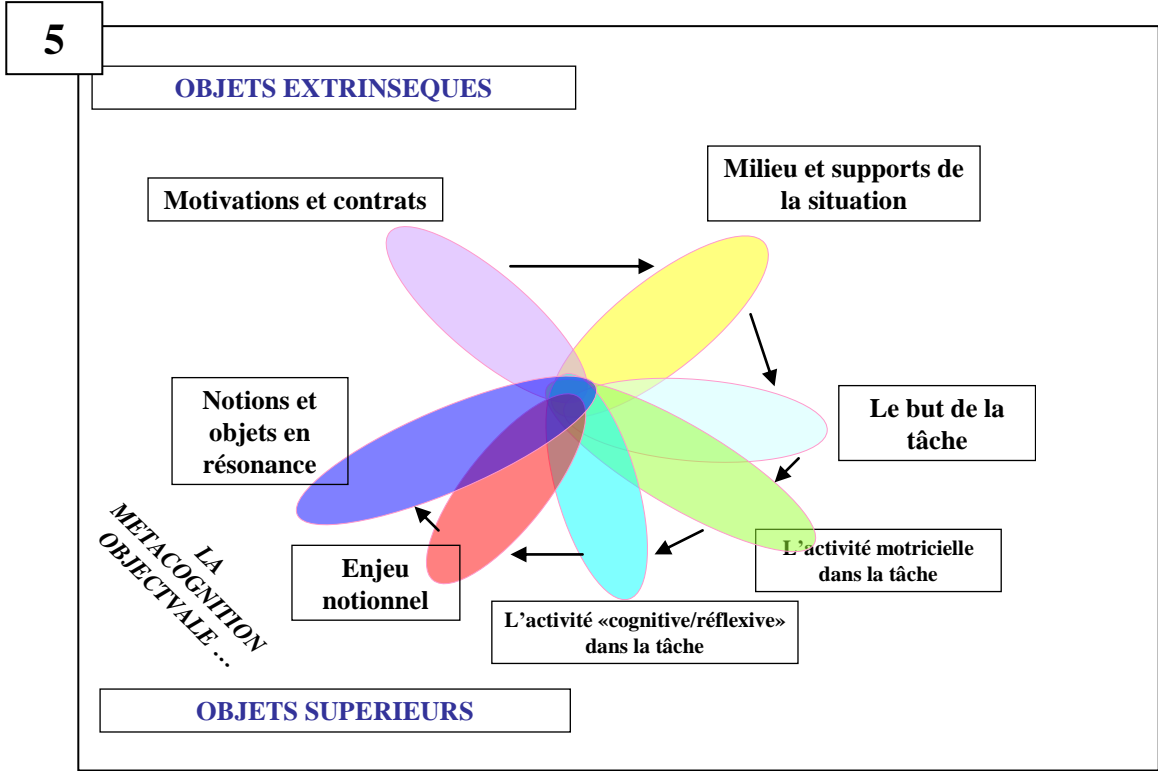 5
OBJETS EXTRINSEQUES
Motivations et contrats
Milieu et supports de
la situation
Notions et
objets en
résonance
Le but de la
tâche
LA
METACOGNITION
OBJECTVALE ...
Enjeu
notionnel
L'activité motricielle
dans la tâche
L'activité «cognitive/réflexive»
dans la tâche
OBJETS SUPERIEURS